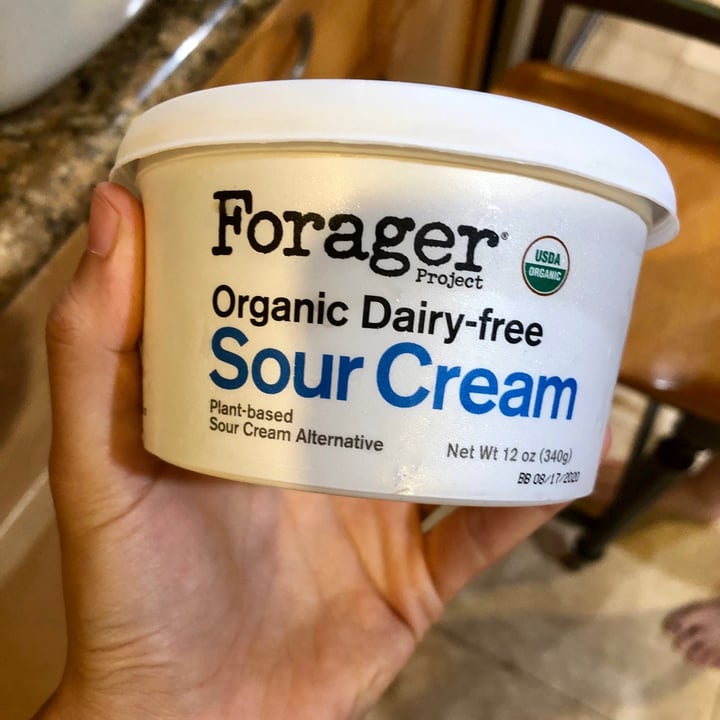 Forager®
Project
USDA
ORGANIC
Organic Dairy-free
Sour Cream
Plant-based
Sour Cream Alternative
Net Wt 12 oz (340g)
BB 08/17/2020